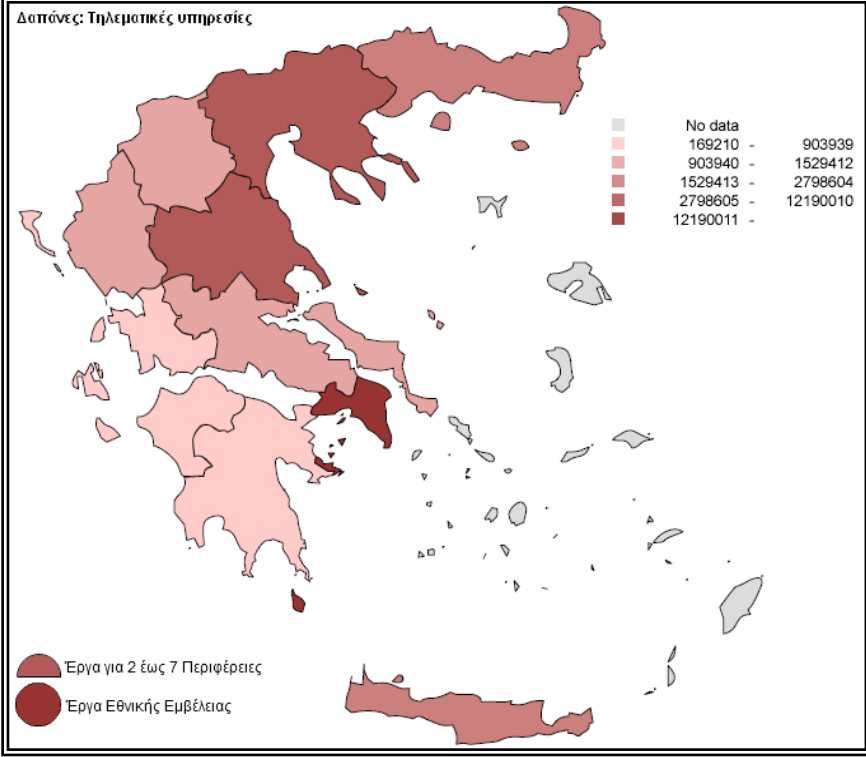 Δαπάνες: Τηλεματικές υπηρεσίες
No data
169210 - 903939
903940 - 1529412
1529413 - 2798604
2798605 - 12190010
12190011 -
Έργα για 2 έως 7 Περιφέρειες
Έργα Εθνικής Εμβέλειας